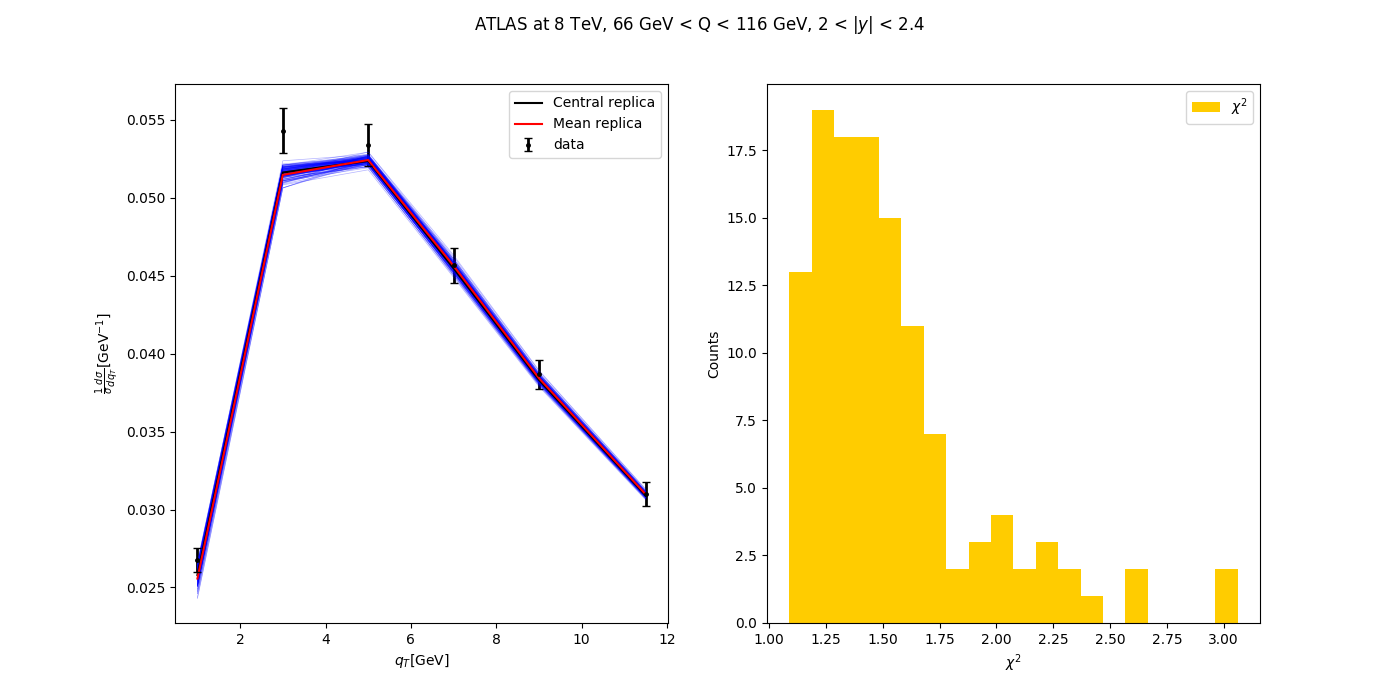 ATLAS at 8 TeV, 66 GeV < Q < 116 GeV, 2 < |y| < 2.4
Central replica
Mean replica
data
0.055
0.050
0.045
0.040
0.035
0.030
0.025
1/σ dσ/dq_T [GeV⁻¹]
2 4 6 8 10 12
q_T[GeV]
χ²
17.5
15.0
12.5
10.0
7.5
5.0
2.5
0.0
Counts
1.00 1.25 1.50 1.75 2.00 2.25 2.50 2.75 3.00
χ²